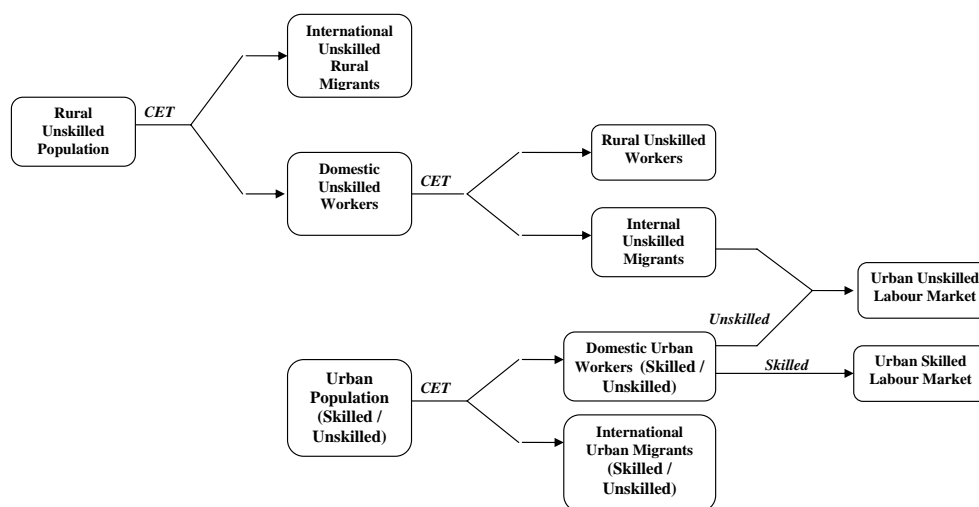 International
Unskilled
Rural
Migrants
Rural
Unskilled
Population
CET
Domestic
Unskilled
Workers
CET
Rural Unskilled
Workers
Internal
Unskilled
Migrants
Urban Unskilled
Labour Market
Unskilled
Urban
Population
(Skilled /
Unskilled)
CET
Domestic Urban
Workers (Skilled /
Unskilled)
Skilled
Urban Skilled
Labour Market
International
Urban Migrants
(Skilled /
Unskilled)